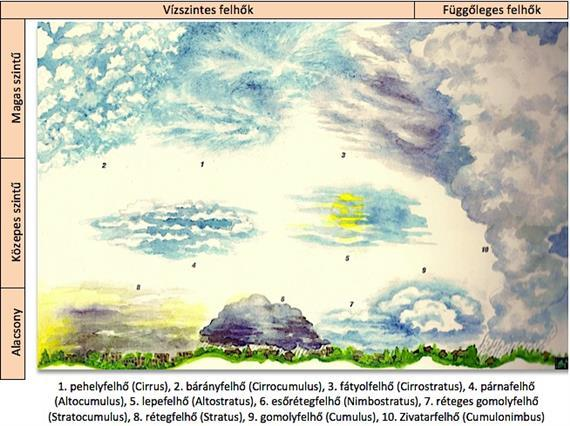 Vízszintes felhők
Függőleges felhők
Magas szintű
2
1
3
Közepes szintű
4
5
10
Alacsony
8
6
7
9
1. pehelyfelhő (Cirrus), 2. bárányfelhő (Cirrocumulus), 3. fátyolfelhő (Cirrostratus), 4. párnafelhő
(Altocumulus), 5. lepefelhő (Altostratus), 6. esőrétegfelhő (Nimbostratus), 7. réteges gomolyfelhő
(Stratocumulus), 8. rétegfelhő (Stratus), 9. gomolyfelhő (Cumulus), 10. Zivatarfelhő (Cumulonimbus)